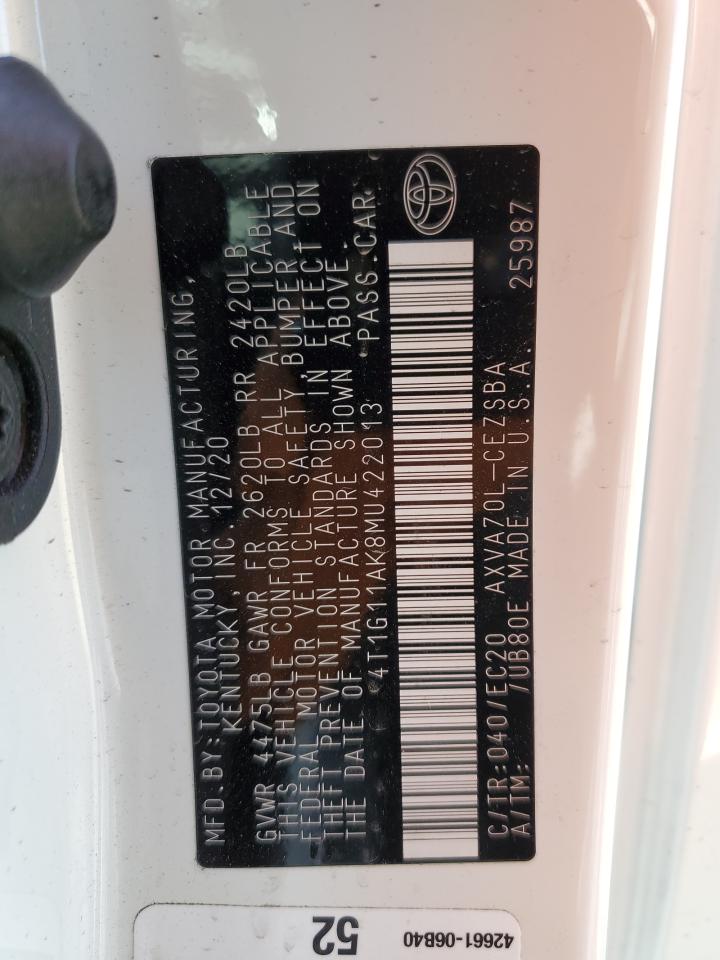 MFD.BY:TOYOTA MOTOR MANUFACTURING,
KENTUCKY, INC 12/20
GVWR 4475LB GAWR FR 2620LB RR 2420LB
THIS VEHICLE CONFORMS TO ALL APPLICABLE
FEDERAL MOTOR VEHICLE SAFETY, BUMPER AND
THEFT PREVENTION STANDARDS IN EFFECT ON
THE DATE OF MANUFACTURE SHOWN ABOVE.
4T1G11AK8MU422013 PASS.CAR
C/TR:040/EC20 AXVA70L-CEZSBA
A/TM: /UB80E MADE IN U.S.A. 25987
52
42661-06B40